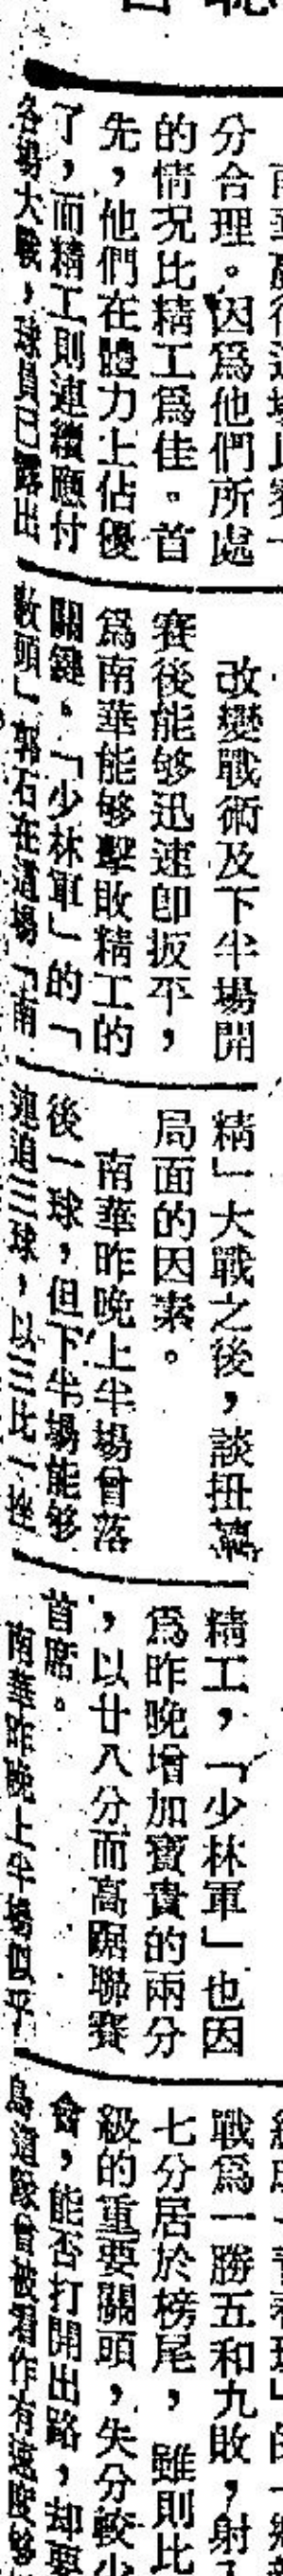 分合理。因爲他們所處
的情况比精工爲佳。首
先，他們在體力上佔優
了，而精工則連續應付
各場大戰，球員已露出
改變戰術及下半場開
賽後能够迅速卽扳平，
爲南華能够擊敗精工的
關鍵。「少林軍」的「
敎頭」郭石在這場「南
精」大戰之後，談扭轉
局面的因素。
南華昨晚上半場曾落
後一球，但下半場能够
連追三球，以三比一挫
精工，「少林軍」也因
爲昨晚增加寶貴的兩分
，以廿八分而高踞聯賽
首席。
南華昨晚上半場似乎
戰爲一勝五和九敗，射
七分居於榜尾，雖則比
級的重要關頭，失分較少
會，能否打開出路，却要
這隊曾被看作有速度够